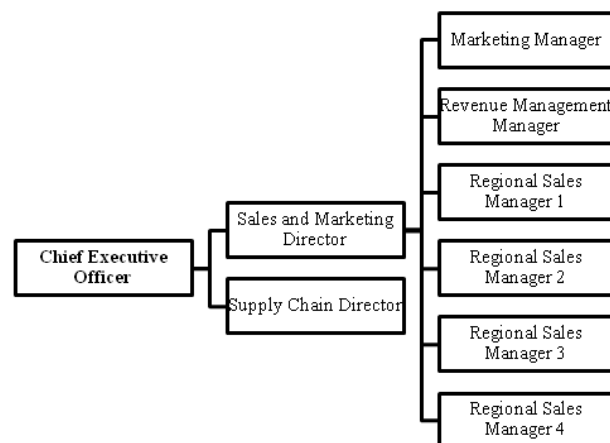 Marketing Manager
Revenue Management
Manager
Regional Sales
Manager 1
Sales and Marketing
Director
Regional Sales
Manager 2
Chief Executive
Officer
Supply Chain Director
Regional Sales
Manager 3
Regional Sales
Manager 4